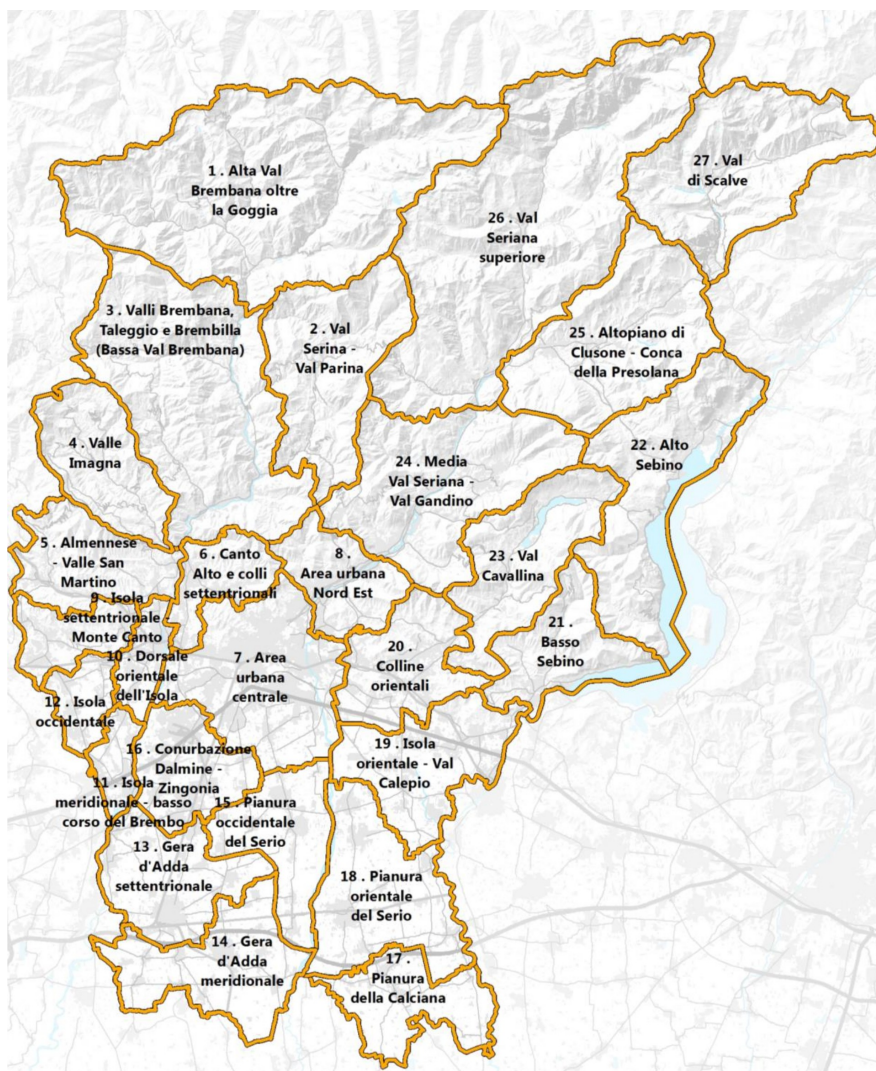 1 . Alta Val
Brembana oltre
la Goggia
27 . Val
di Scalve
26 . Val
Seriana
superiore
3 . Valli Brembana,
Taleggio e Brembilla
(Bassa Val Brembana)
2 . Val
Serina -
Val Parina
25 . Altopiano di
Clusone - Conca
della Presolana
4 . Valle
Imagna
24 . Media
Val Seriana -
Val Gandino
22 . Alto
Sebino
5 . Almennese
- Valle San
Martino
6 . Canto
Alto e colli
settentrionali
8 .
Area urbana
Nord Est
23 . Val
Cavallina
9 . Isola
settentrionale -
Monte Canto
21 .
Basso
Sebino
10 . Dorsale
orientale
dell'Isola
7 . Area
urbana
centrale
20 .
Colline
orientali
12 . Isola
occidentale
16 . Conurbazione
Dalmine -
Zingonia
19 . Isola
orientale - Val
Calepio
11 . Isola
meridionale - basso
corso del Brembo
15 . Pianura
occidentale
del Serio
13 . Gera
d'Adda
settentrionale
18 . Pianura
orientale
del Serio
14 . Gera
d'Adda
meridionale
17 .
Pianura
della Calciana